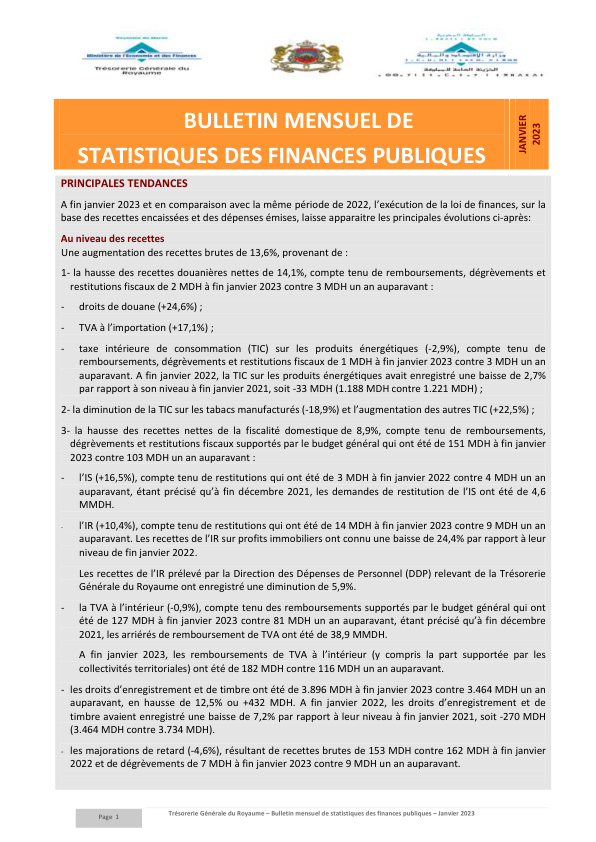 Royaume du Maroc
Ministère de l'Economie et des Finances
Trésorerie Générale du
Royaume
المملكة المغربية
وزارة الاقتصاد والمالية
الخزينة العامة للمملكة
BULLETIN MENSUEL DE
STATISTIQUES DES FINANCES PUBLIQUES
JANVIER
2023
PRINCIPALES TENDANCES
A fin janvier 2023 et en comparaison avec la même période de 2022, l'exécution de la loi de finances, sur la
base des recettes encaissées et des dépenses émises, laisse apparaitre les principales évolutions ci-après:
Au niveau des recettes
Une augmentation des recettes brutes de 13,6%, provenant de :
1- la hausse des recettes douanières nettes de 14,1%, compte tenu de remboursements, dégrèvements et
restitutions fiscaux de 2 MDH à fin janvier 2023 contre 3 MDH un an auparavant :
- droits de douane (+24,6%) ;
- TVA à l'importation (+17,1%) ;
- taxe intérieure de consommation (TIC) sur les produits énergétiques (-2,9%), compte tenu de
remboursements, dégrèvements et restitutions fiscaux de 1 MDH à fin janvier 2023 contre 3 MDH un an
auparavant. A fin janvier 2022, la TIC sur les produits énergétiques avait enregistré une baisse de 2,7%
par rapport à son niveau à fin janvier 2021, soit -33 MDH (1.188 MDH contre 1.221 MDH) ;
2- la diminution de la TIC sur les tabacs manufacturés (-18,9%) et l'augmentation des autres TIC (+22,5%) ;
3- la hausse des recettes nettes de la fiscalité domestique de 8,9%, compte tenu de remboursements,
dégrèvements et restitutions fiscaux supportés par le budget général qui ont été de 151 MDH à fin janvier
2023 contre 103 MDH un an auparavant :
- l'IS (+16,5%), compte tenu de restitutions qui ont été de 3 MDH à fin janvier 2022 contre 4 MDH un an
auparavant, étant précisé qu'à fin décembre 2021, les demandes de restitution de l'IS ont été de 4,6
MMDH.
- l'IR (+10,4%), compte tenu de restitutions qui ont été de 14 MDH à fin janvier 2023 contre 9 MDH un an
auparavant. Les recettes de l'IR sur profits immobiliers ont connu une baisse de 24,4% par rapport à leur
niveau de fin janvier 2022.
Les recettes de l'IR prélevé par la Direction des Dépenses de Personnel (DDP) relevant de la Trésorerie
Générale du Royaume ont enregistré une diminution de 5,9%.
- la TVA à l'intérieur (-0,9%), compte tenu des remboursements supportés par le budget général qui ont
été de 127 MDH à fin janvier 2023 contre 81 MDH un an auparavant, étant précisé qu'à fin décembre
2021, les arriérés de remboursement de TVA ont été de 38,9 MMDH.
A fin janvier 2023, les remboursements de TVA à l'intérieur (y compris la part supportée par les
collectivités territoriales) ont été de 182 MDH contre 116 MDH un an auparavant.
- les droits d'enregistrement et de timbre ont été de 3.896 MDH à fin janvier 2023 contre 3.464 MDH un an
auparavant, en hausse de 12,5% ou +432 MDH. A fin janvier 2022, les droits d'enregistrement et de
timbre avaient enregistré une baisse de 7,2% par rapport à leur niveau à fin janvier 2021, soit -270 MDH
(3.464 MDH contre 3.734 MDH).
- les majorations de retard (-4,6%), résultant de recettes brutes de 153 MDH contre 162 MDH à fin janvier
2022 et de dégrèvements de 7 MDH à fin janvier 2023 contre 9 MDH un an auparavant.
Page 1
Trésorerie Générale du Royaume – Bulletin mensuel de statistiques des finances publiques – Janvier 2023